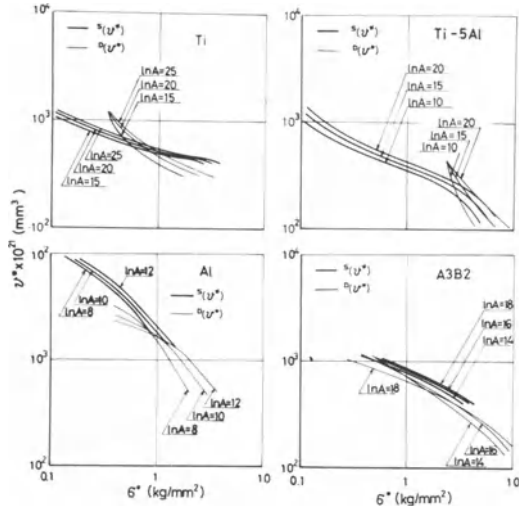 10⁴
ˢ(υ*)
ᴰ(υ*)
Ti
lnA=25
lnA=20
lnA=15
10³
lnA=25
lnA=20
lnA=15
10²
10⁴
ˢ(υ*)
ᴰ(υ*)
Ti-5Al
lnA=20
lnA=15
lnA=10
10³
lnA=20
lnA=15
lnA=10
10²
υ*×10²¹ (mm³)
10⁴
lnA=12
Al
ˢ(υ*)
ᴰ(υ*)
lnA=10
lnA=8
10³
lnA=12
lnA=10
lnA=8
10²
0.1
1.0
10
б* (kg/mm²)
10⁴
ˢ(υ*)
ᴰ(υ*)
A3B2
lnA=18
lnA=16
lnA=14
10³
lnA=18
lnA=16
lnA=14
10²
0.1
1.0
10.0
б* (kg/mm²)